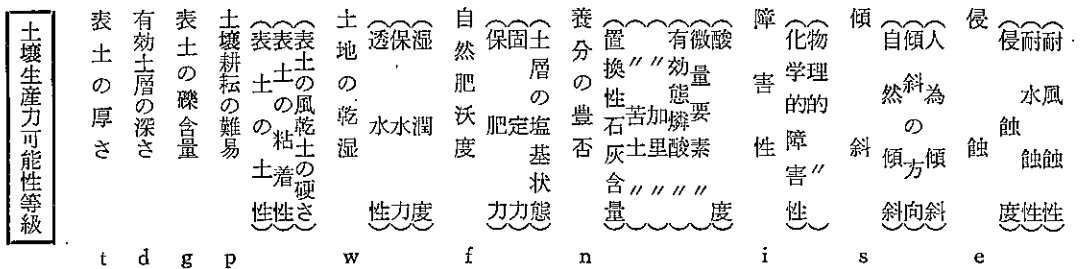 土壌生産力可能性等級
表土の厚さ t
有効土層の深さ d
表土の礫含量 g
土壌耕耘の難易 p
（表土の土性）
（表土の粘着性）
（表土の風乾土の硬さ）
土地の乾湿 w
（透水性）
（保水力）
（湿潤度）
自然肥沃度 f
（保肥力）
（固定力）
（土層の塩基状態）
養分の豊否 n
（置換性石灰含量）
（〃苦土〃）
（〃加里〃）
（有効態燐酸〃）
（微量要素〃）
（酸度）
障害性 i
（化学的障害性）
（物理的〃）
傾斜 s
（自然傾斜）
（傾斜の方向）
（人為傾斜）
侵蝕 e
（侵蝕度）
（耐水蝕性）
（耐風蝕性）